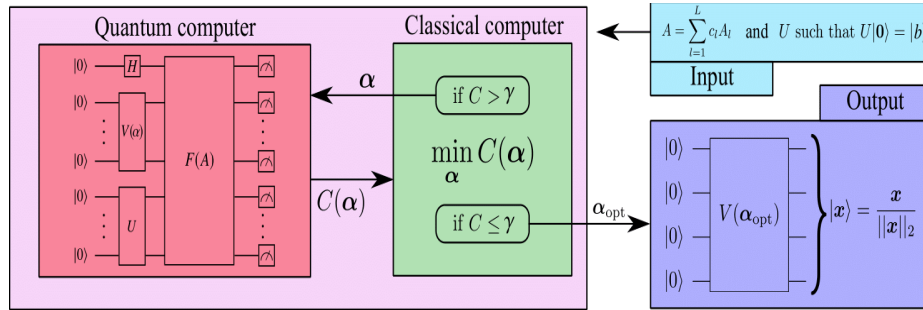 Quantum computer
|0⟩ H
|0⟩
⋮ V(α) ⋮
|0⟩
F(A)
|0⟩
⋮ U ⋮
|0⟩
α
C(α)
Classical computer
if C > γ
min C(α)
α
if C ≤ γ
α_opt
A = ∑_{l=1}^{L} c_l A_l and U such that U|0⟩ = |b
Input
Output
|0⟩
|0⟩
|0⟩
|0⟩
V(α_opt)
|x⟩ = x / ||x||₂